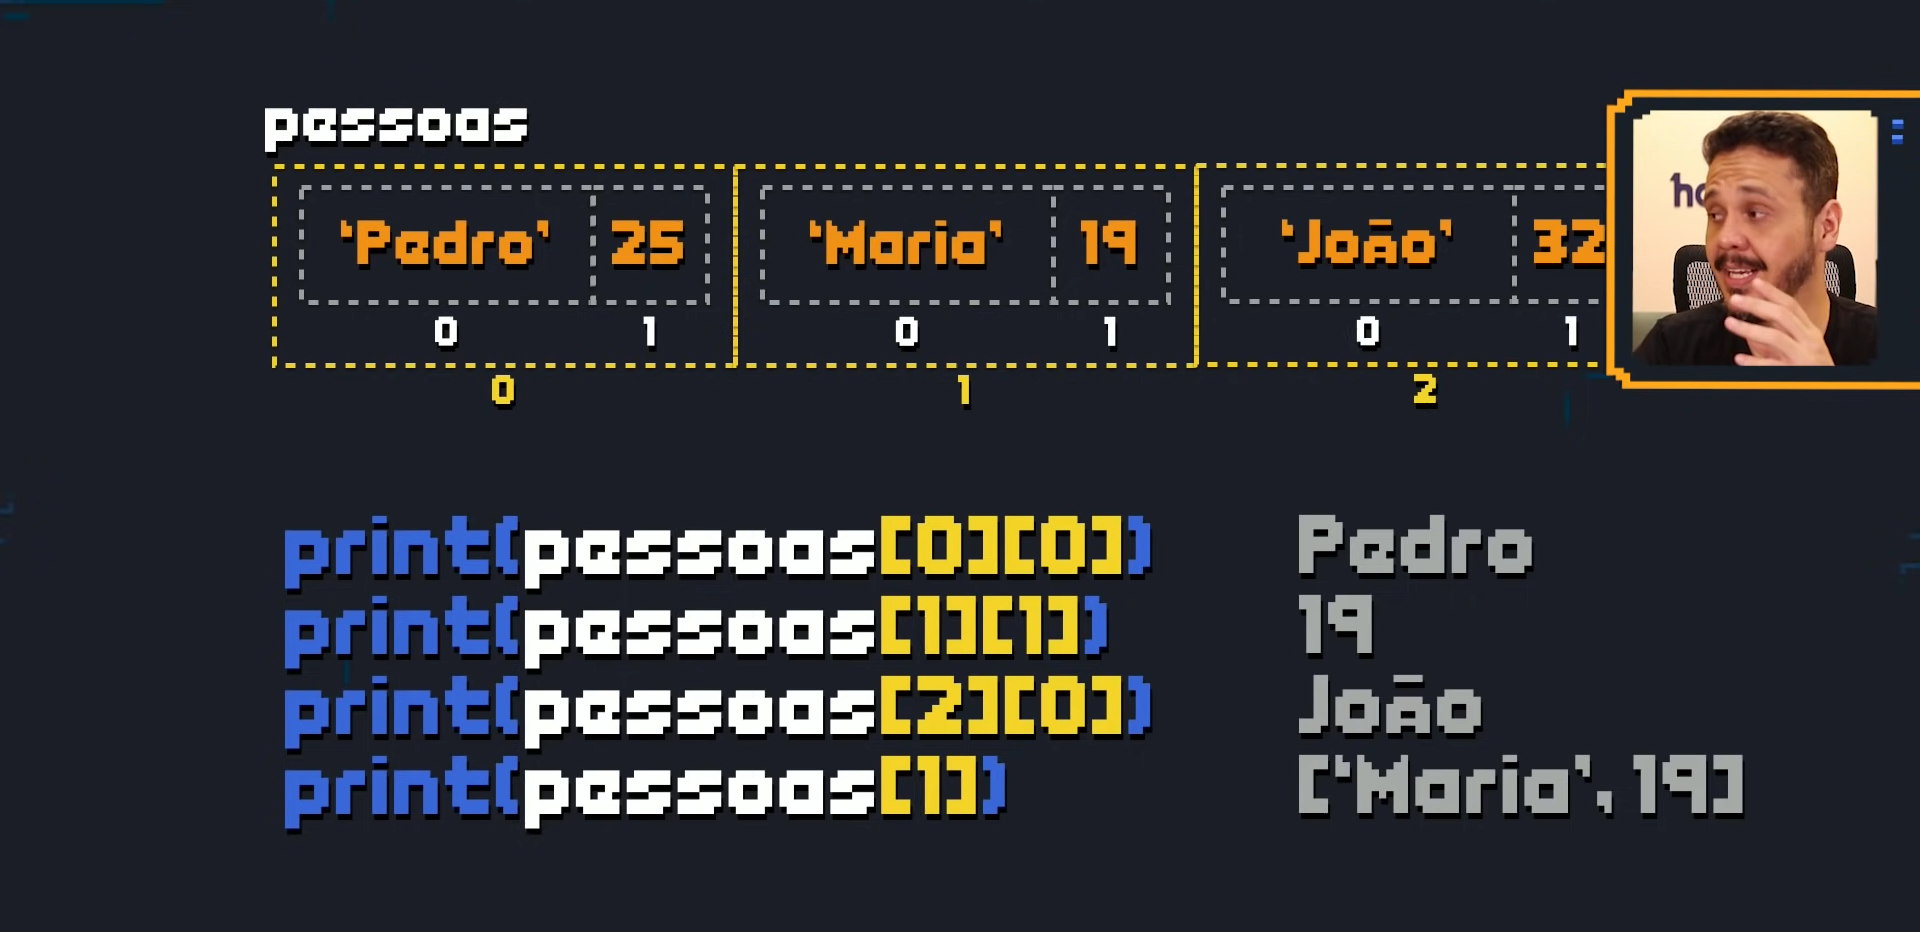 pessoas
'Pedro' 25 'Maria' 19 'João' 32
0 1 0 1 0 1
0 1 2
print(pessoas[0][0]) Pedro
print(pessoas[1][1]) 19
print(pessoas[2][0]) João
print(pessoas[1]) ['Maria', 19]